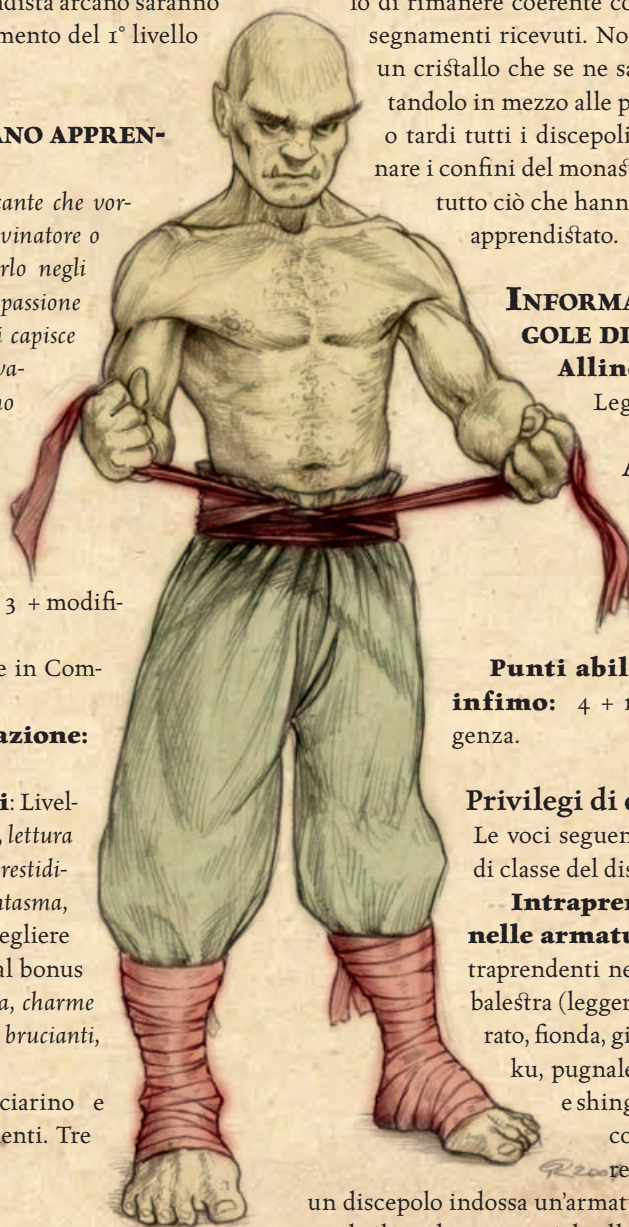 ndista arcano saranno
mento del 1° livello
ANO APPREN-
cante che vor-
vinatore o
rlo negli
passione
i capisce
va-
no
3 + modifi-
e in Com-
azione:
i: Livel-
, lettura
restidi-
ntasma,
egliere
al bonus
a, charme
brucianti,
ciarino e
enti. Tre
lo di rimanere coerente co
segnamenti ricevuti. No
un cristallo che se ne sa
tandolo in mezzo alle p
o tardi tutti i discepoli
nare i confini del monas
tutto ciò che hann
apprendistato.
INFORMA
GOLE DI
Alline
Leg
A
Punti abil
infimo: 4 + 
genza.
Privilegi di
Le voci seguen
di classe del dis
Intrapren
nelle armatu
traprendenti ne
balestra (legger
rato, fionda, gi
ku, pugnale
e shing
co
re
un discepolo indossa un'armatu